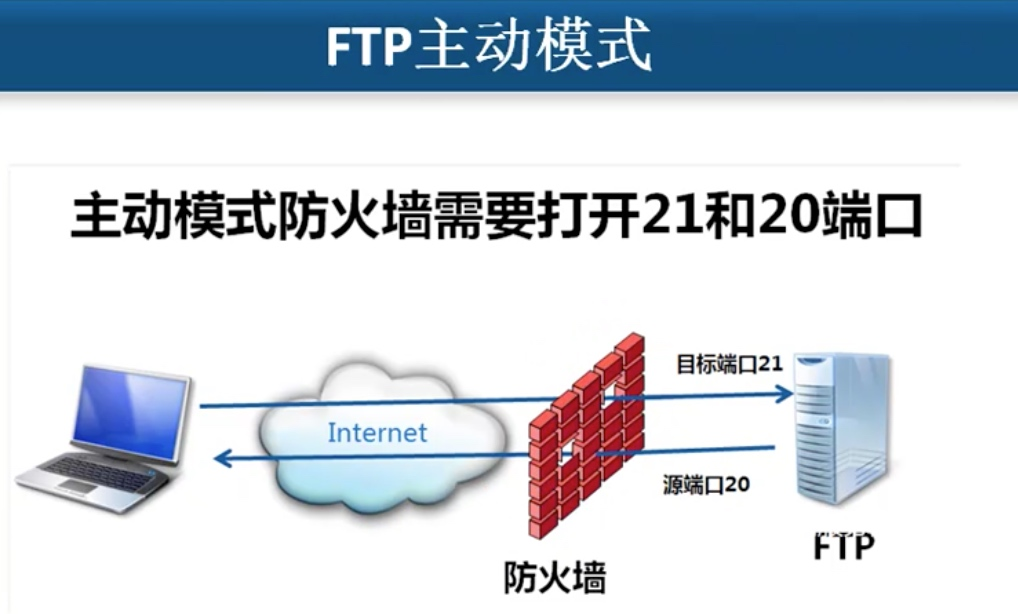 FTP主动模式
主动模式防火墙需要打开21和20端口
目标端口21
Internet
源端口20
FTP
防火墙